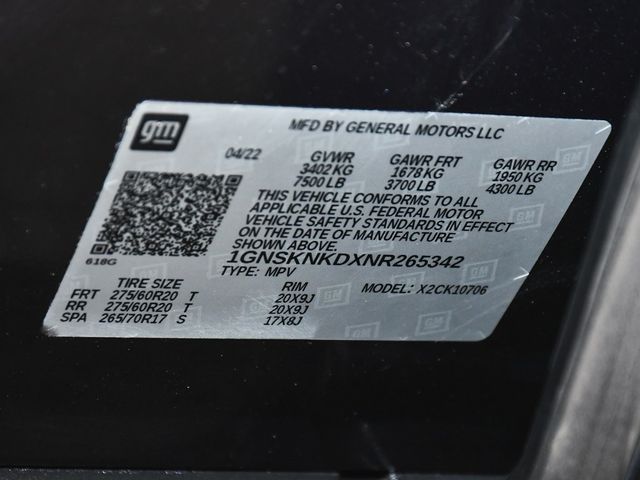 gm
MFD BY GENERAL MOTORS LLC
04/22 GVWR GAWR FRT GAWR RR
3402 KG 1678 KG 1950 KG
7500 LB 3700 LB 4300 LB
THIS VEHICLE CONFORMS TO ALL
APPLICABLE U.S. FEDERAL MOTOR
VEHICLE SAFETY STANDARDS IN EFFECT
ON THE DATE OF MANUFACTURE
SHOWN ABOVE.
618G
1GNSKNKDXNR265342
TYPE: MPV
TIRE SIZE RIM MODEL: X2CK10706
FRT 275/60R20 T 20X9J
RR 275/60R20 T 20X9J
SPA 265/70R17 S 17X8J